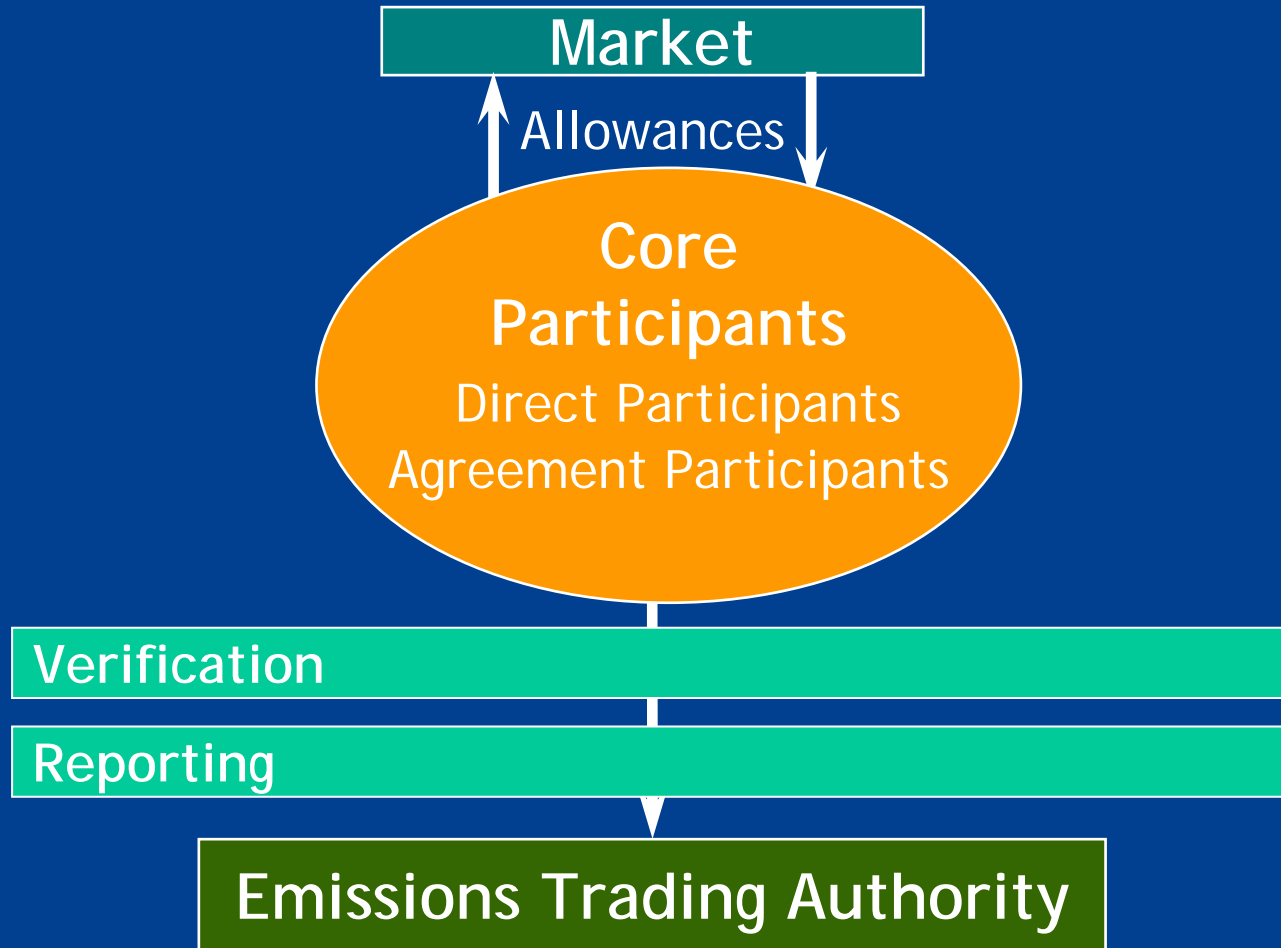 Market
Allowances
Core
Participants
Direct Participants
Agreement Participants
Verification
Reporting
Emissions Trading Authority